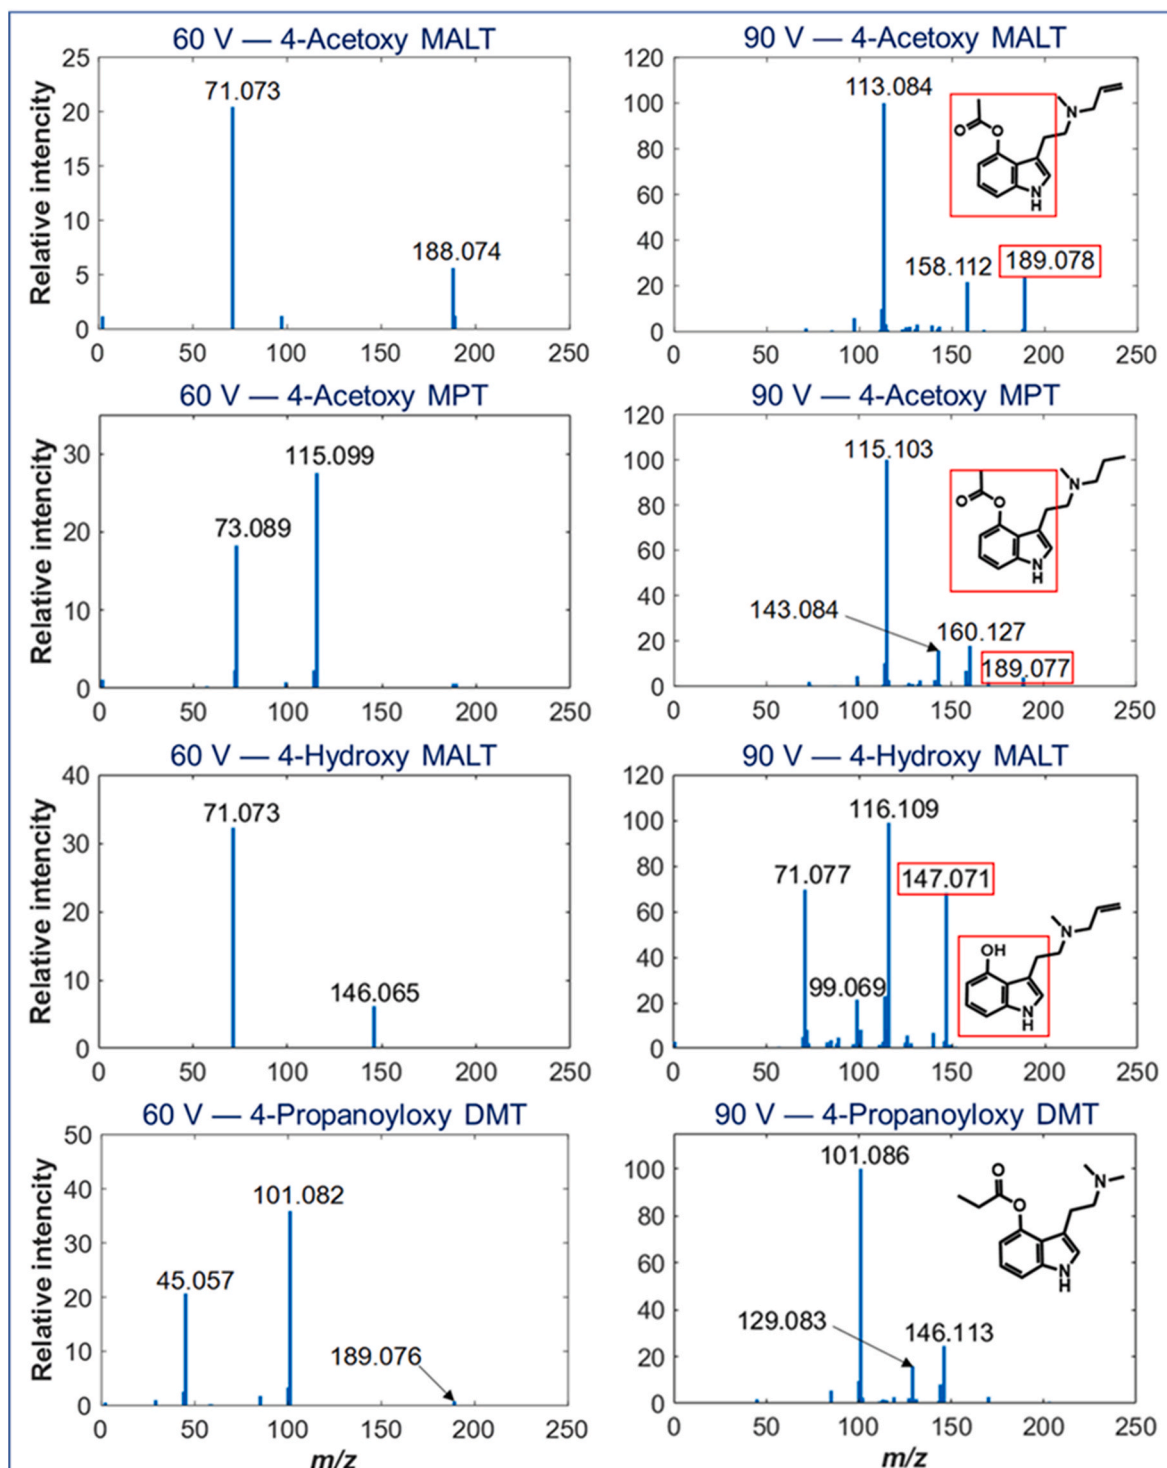 60 V — 4-Acetoxy MALT
25
20
15
10
5
0
Relative intencity
71.073
188.074
0 50 100 150 200 250
90 V — 4-Acetoxy MALT
100
80
60
40
20
0
113.084
158.112
189.078
O
O
N
N
H
0 50 100 150 200 250
60 V — 4-Acetoxy MPT
30
20
10
0
Relative intencity
73.089
115.099
0 50 100 150 200 250
90 V — 4-Acetoxy MPT
120
100
80
60
40
20
0
115.103
143.084
160.127
189.077
O
O
N
N
H
0 50 100 150 200 250
60 V — 4-Hydroxy MALT
40
30
20
10
0
Relative intencity
71.073
146.065
0 50 100 150 200 250
90 V — 4-Hydroxy MALT
120
100
80
60
40
20
0
71.077
99.069
116.109
147.071
OH
N
N
H
0 50 100 150 200 250
60 V — 4-Propanoyloxy DMT
50
40
30
20
10
0
Relative intencity
45.057
101.082
189.076
0 50 100 150 200 250
m/z
90 V — 4-Propanoyloxy DMT
100
80
60
40
20
0
101.086
129.083
146.113
O
O
N
N
H
0 50 100 150 200 250
m/z